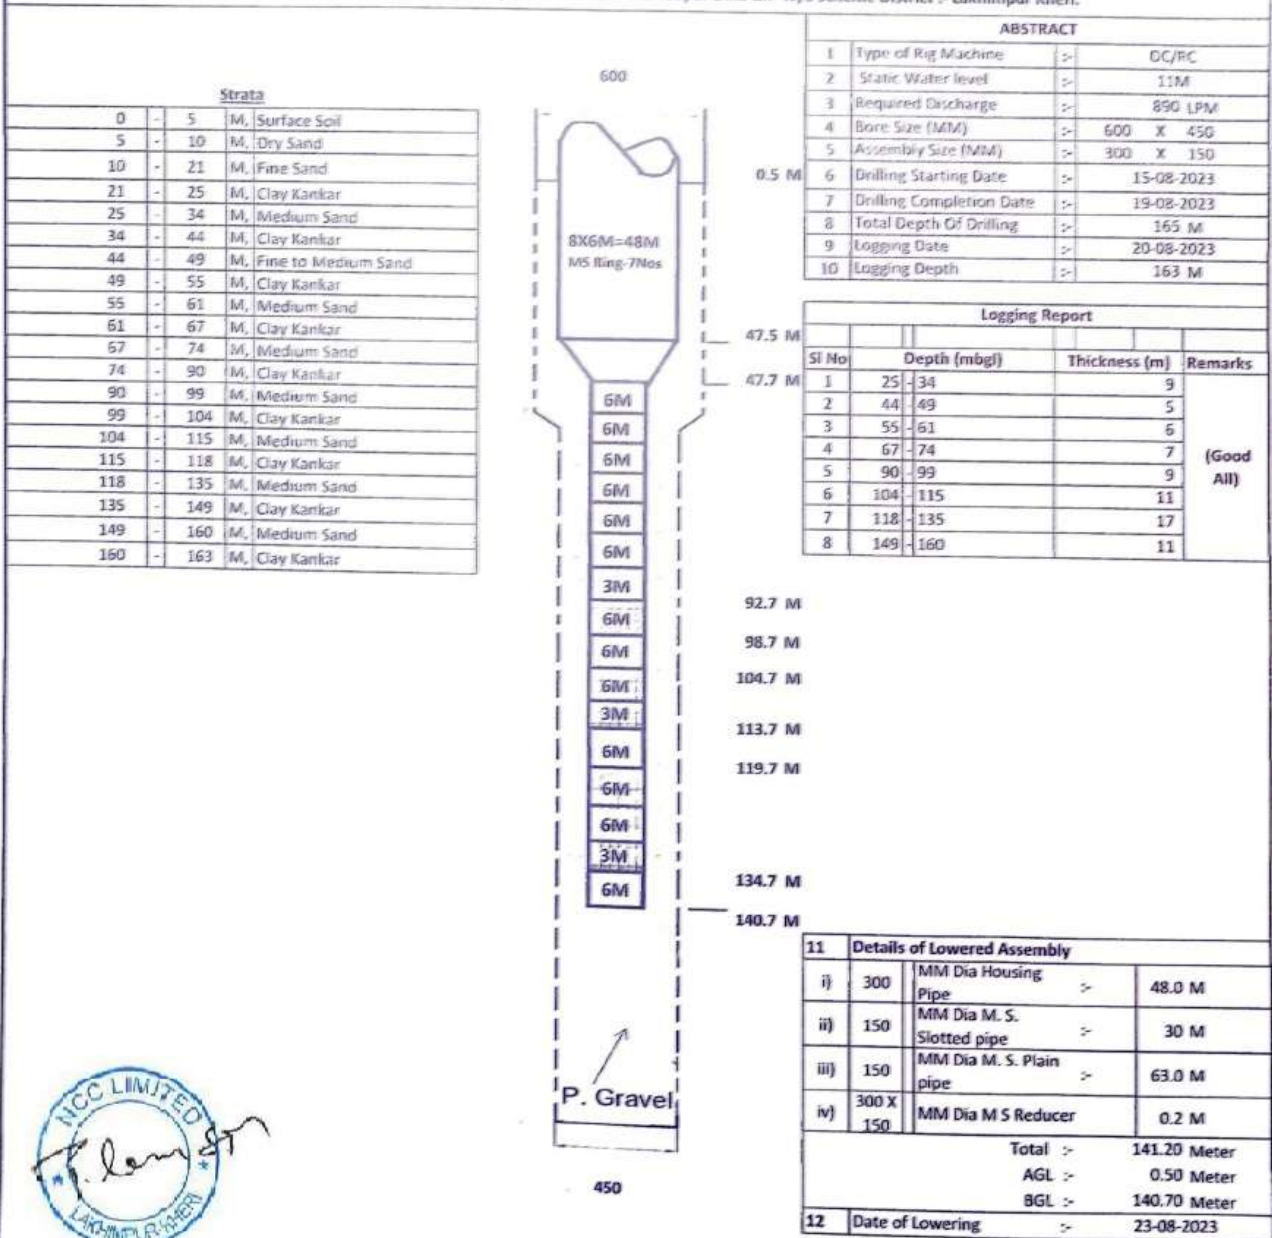 Strata
0 - 5 M, Surface Soil
5 - 10 M, Dry Sand
10 - 21 M, Fine Sand
21 - 25 M, Clay Kankar
25 - 34 M, Medium Sand
34 - 44 M, Clay Kankar
44 - 49 M, Fine to Medium Sand
49 - 55 M, Clay Kankar
55 - 61 M, Medium Sand
61 - 67 M, Clay Kankar
67 - 74 M, Medium Sand
74 - 90 M, Clay Kankar
90 - 99 M, Medium Sand
99 - 104 M, Clay Kankar
104 - 115 M, Medium Sand
115 - 118 M, Clay Kankar
118 - 135 M, Medium Sand
135 - 149 M, Clay Kankar
149 - 160 M, Medium Sand
160 - 163 M, Clay Kankar
600
8X6M=48M
MS Ring-7Nos
6M
6M
6M
6M
6M
6M
3M
6M
6M
6M
3M
6M
6M
6M
3M
6M
P. Gravel
450
0.5 M
47.5 M
47.7 M
92.7 M
98.7 M
104.7 M
113.7 M
119.7 M
134.7 M
140.7 M
ABSTRACT
1 Type of Rig Machine :- DC/RC
2 Static Water level :- 11M
3 Required Discharge :- 890 LPM
4 Bore Size (MM) :- 600 X 450
5 Assembly Size (MM) :- 300 X 150
6 Drilling Starting Date :- 15-08-2023
7 Drilling Completion Date :- 19-08-2023
8 Total Depth Of Drilling :- 165 M
9 Logging Date :- 20-08-2023
10 Logging Depth :- 163 M
Logging Report
Sl No Depth (mbgl) Thickness (m) Remarks
1 25 - 34 9
2 44 - 49 5
3 55 - 61 6
4 67 - 74 7
5 90 - 99 9
6 104 - 115 11
7 118 - 135 17
8 149 - 160 11
(Good
All)
11 Details of Lowered Assembly
i) 300 MM Dia Housing
Pipe :- 48.0 M
ii) 150 MM Dia M. S.
Slotted pipe :- 30 M
iii) 150 MM Dia M. S. Plain
pipe :- 63.0 M
iv) 300 X
150 MM Dia M S Reducer 0.2 M
Total :- 141.20 Meter
AGL :- 0.50 Meter
BGL :- 140.70 Meter
12 Date of Lowering :- 23-08-2023
NCC LIMITED
LAKHIMPUR-KHERI